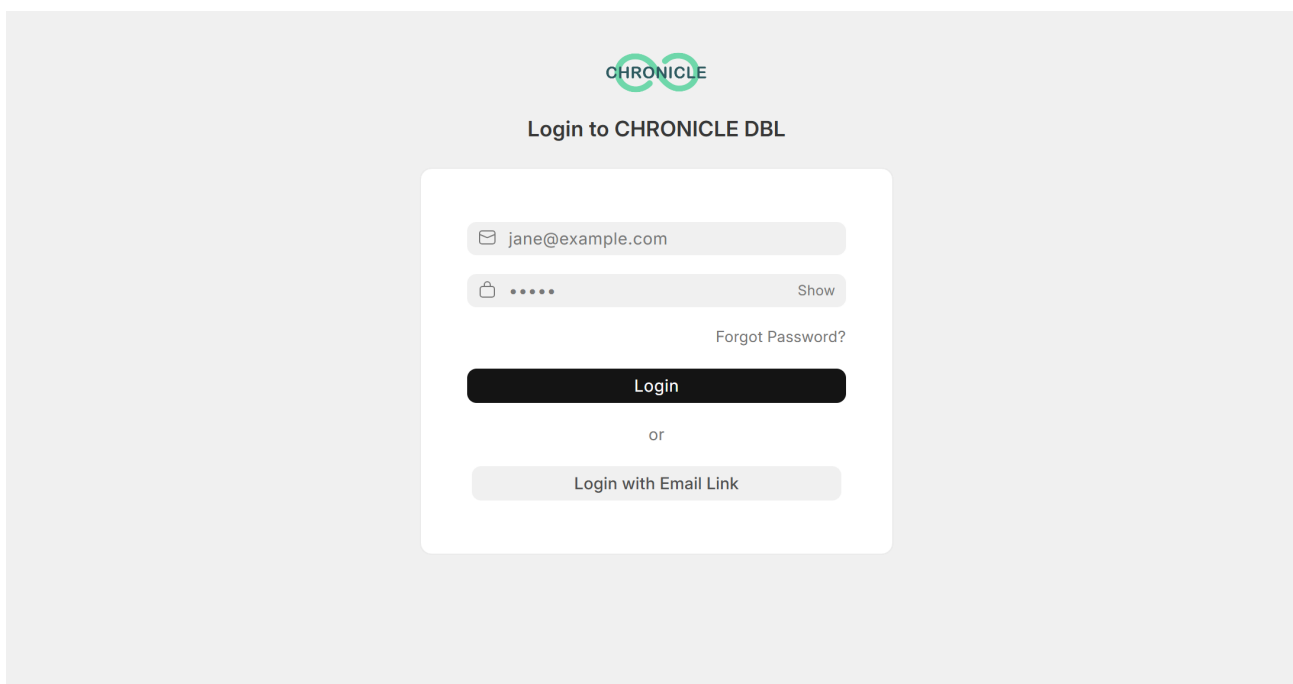 CHRONICLE
Login to CHRONICLE DBL
jane@example.com
••••• Show
Forgot Password?
Login
or
Login with Email Link